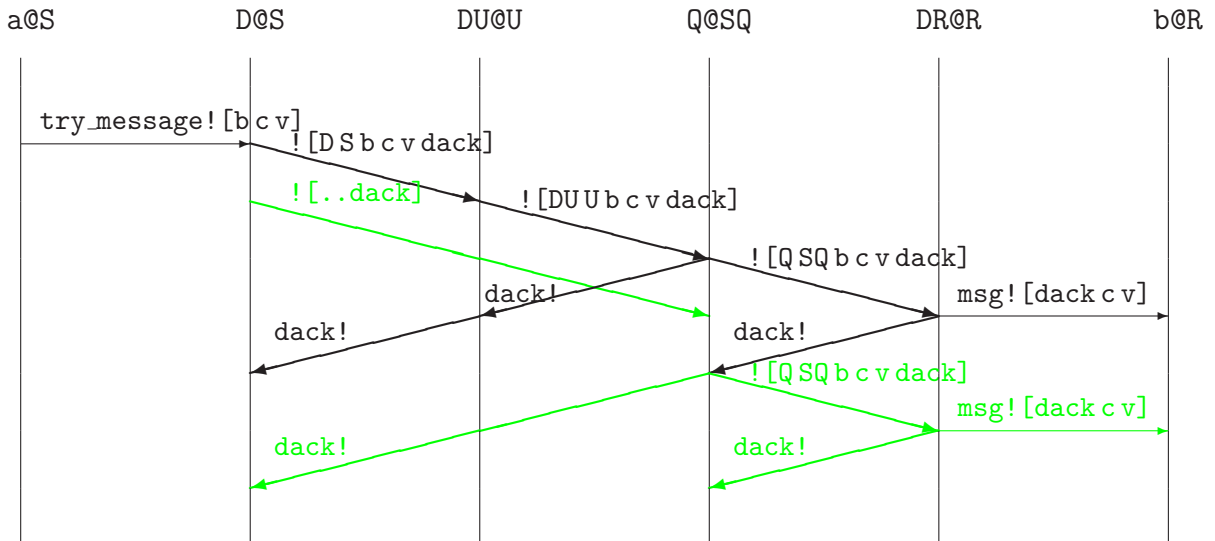 a@S D@S DU@U Q@SQ DR@R b@R
try_message![b c v]
![D S b c v dack]
![..dack]
![DU U b c v dack]
![Q SQ b c v dack]
dack!
msg![dack c v]
dack!
dack!
![Q SQ b c v dack]
msg![dack c v]
dack!
dack!